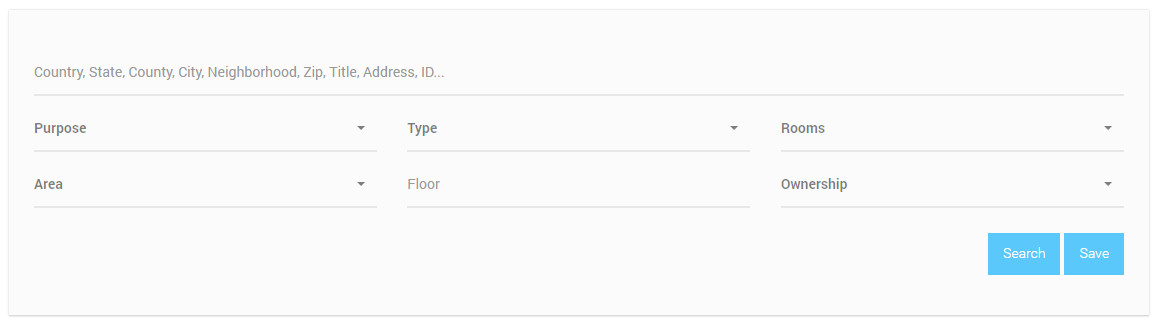 Country, State, County, City, Neighborhood, Zip, Title, Address, ID...
Purpose Type Rooms
Area Floor Ownership
Search Save